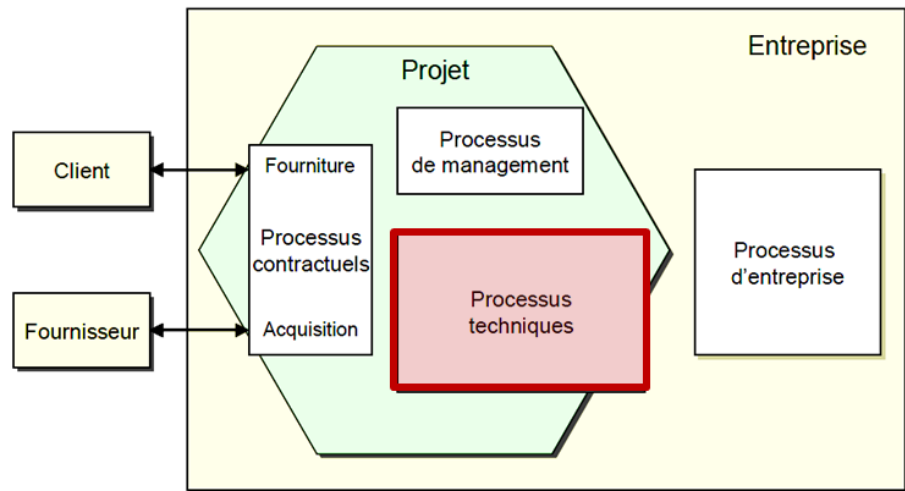 Entreprise
Projet
Processus
de management
Client
Fourniture
Processus
contractuels
Processus
d'entreprise
Processus
techniques
Fournisseur
Acquisition